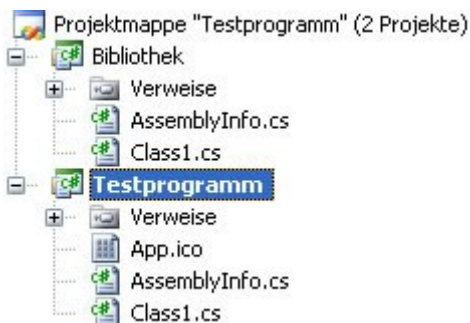 Projektmappe "Testprogramm" (2 Projekte)
Bibliothek
Verweise
AssemblyInfo.cs
Class1.cs
Testprogramm
Verweise
App.ico
AssemblyInfo.cs
Class1.cs